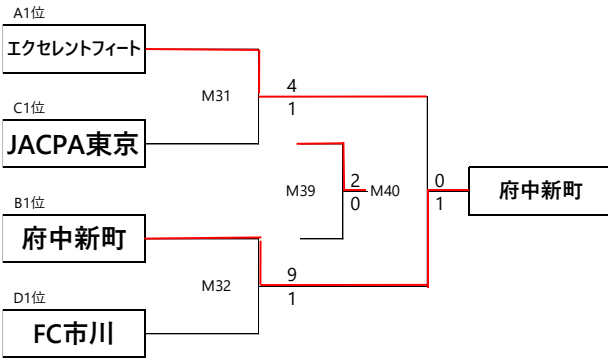 A1位
エクセレントフィート
M31
4
1
C1位
JACPA東京
M39
2
0
M40
0
1
府中新町
B1位
府中新町
M32
9
1
D1位
FC市川